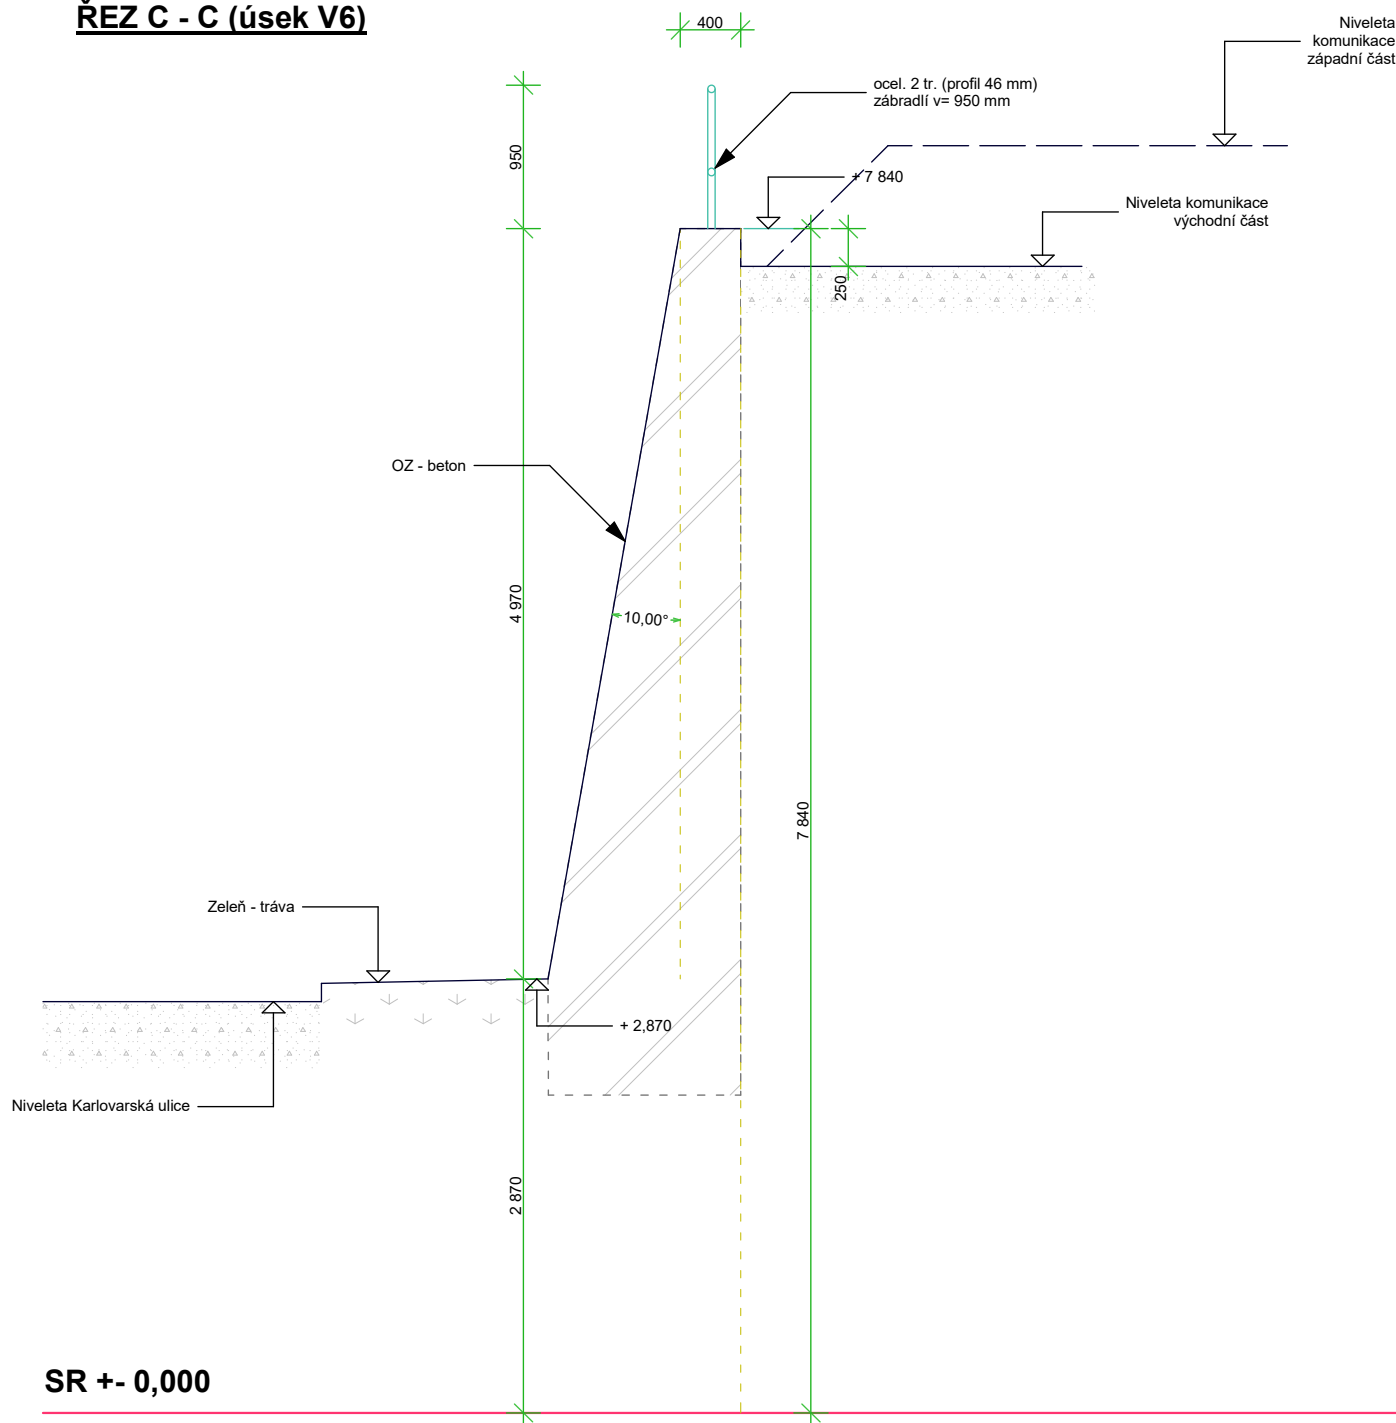 ŘEZ C - C (úsek V6)
400
Niveleta
komunikace
západní část
ocel. 2 tr. (profil 46 mm)
zábradlí v= 950 mm
950
+ 7 840
Niveleta komunikace
východní část
250
OZ - beton
4 970
10,00°
7 840
Zeleň - tráva
+ 2,870
Niveleta Karlovarská ulice
2 870
SR +- 0,000